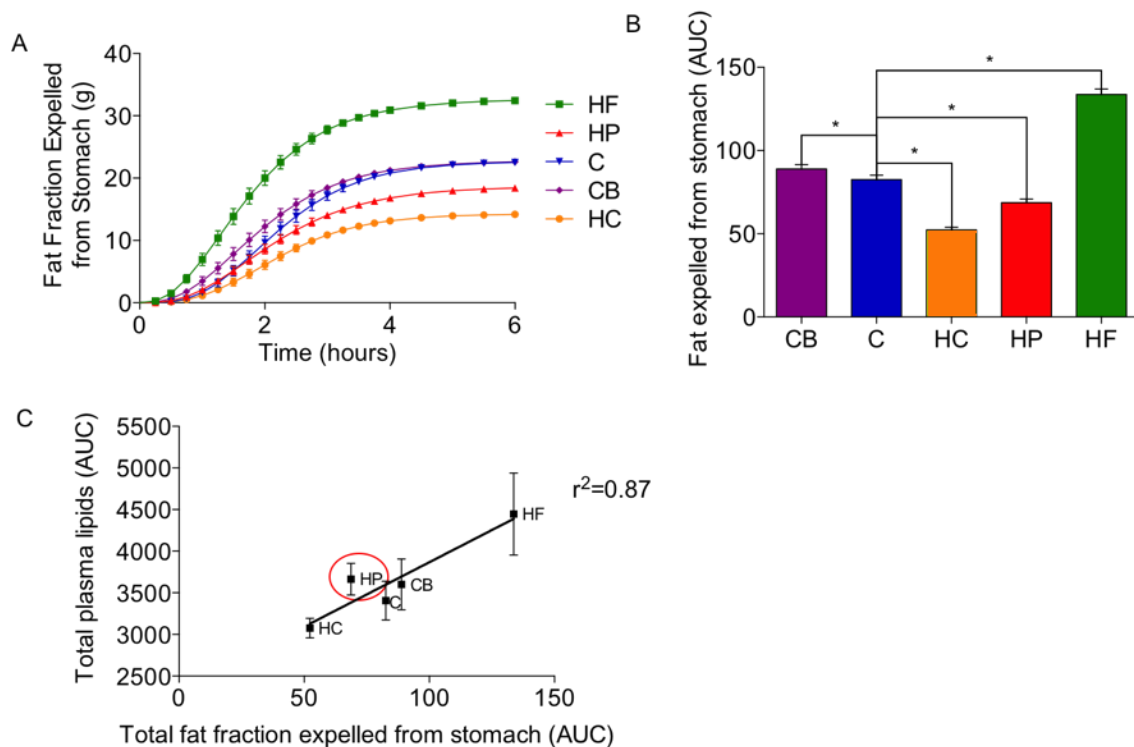 A
Fat Fraction Expelled
from Stomach (g)
40
30
20
10
0
0
2
4
6
Time (hours)
HF
HP
C
CB
HC
B
Fat expelled from stomach (AUC)
150
100
50
0
*
*
*
*
CB
C
HC
HP
HF
C
Total plasma lipids (AUC)
5500
5000
4500
4000
3500
3000
2500
r²=0.87
HF
HP
CB
C
HC
0
50
100
150
Total fat fraction expelled from stomach (AUC)